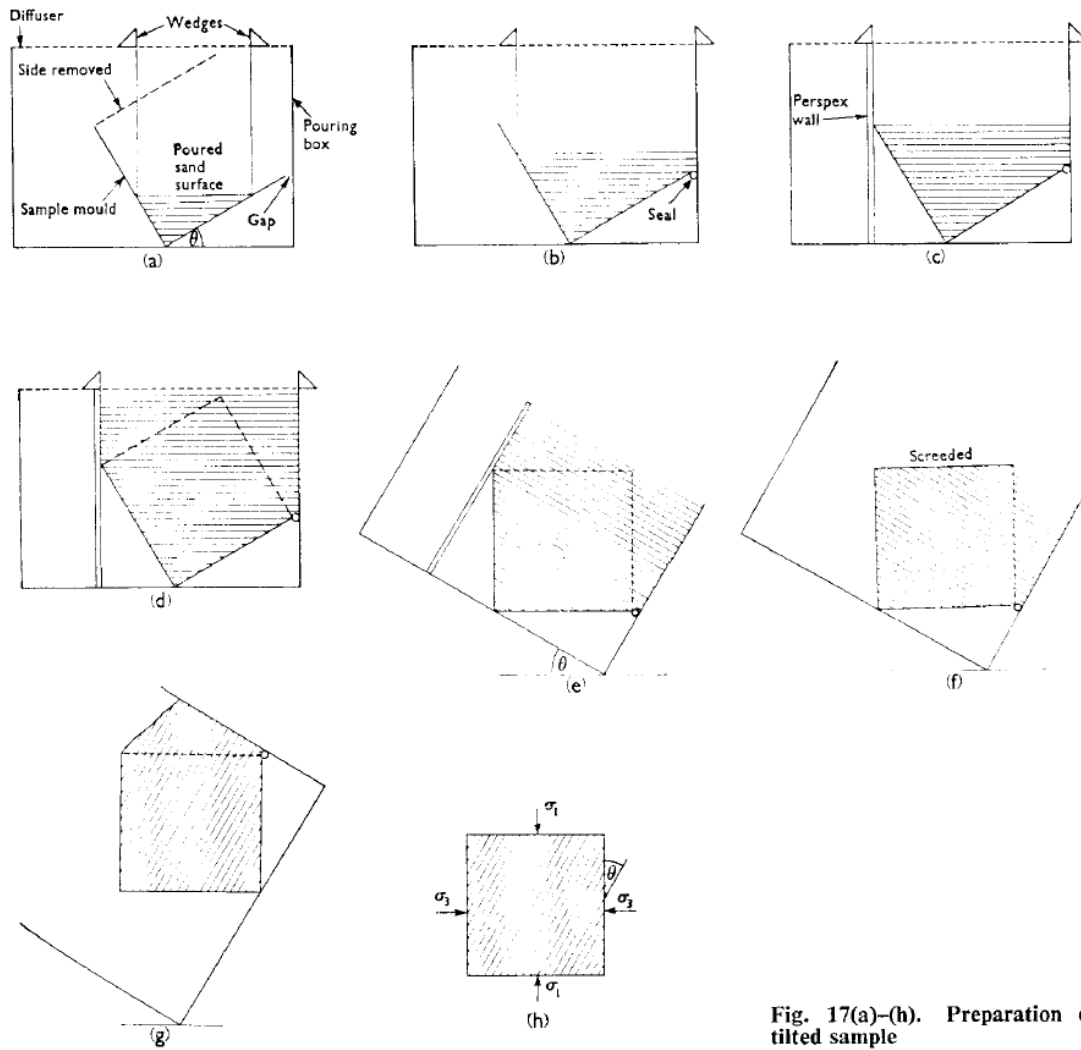 Diffuser
Wedges
Side removed
Perspex
wall
Pouring
box
Poured
sand
surface
Sample mould
Gap
Seal
θ
(a)
(b)
(c)
Screeded
(d)
θ
(e)
(f)
σ₁
θ
σ₃
σ₃
σ₁
(g)
(h)
Fig. 17(a)–(h). Preparation
tilted sample